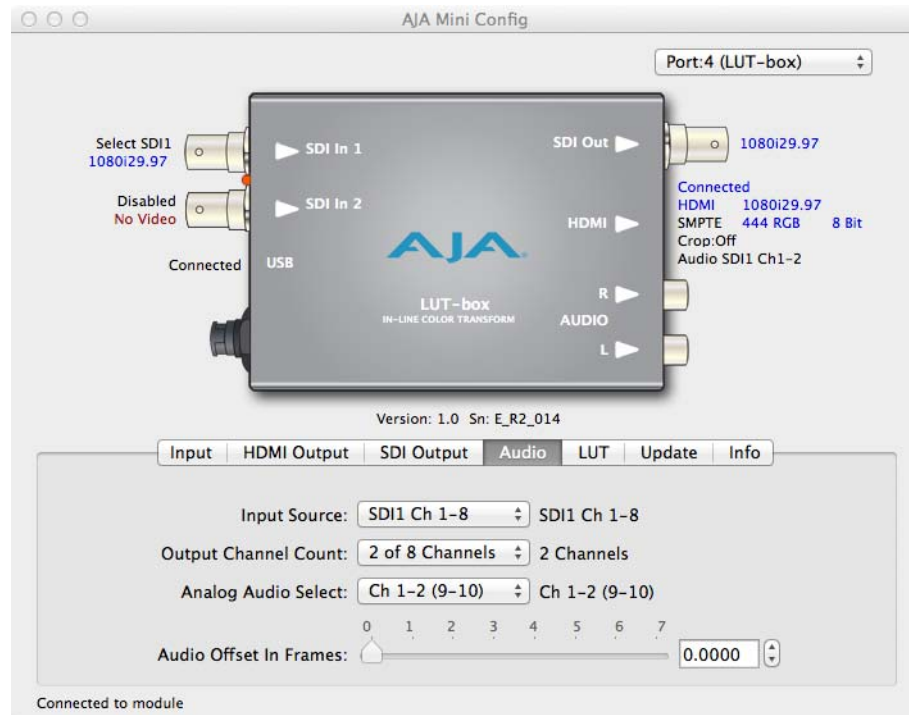 AJA Mini Config
Port:4 (LUT-box)
Select SDI1
1080i29.97
SDI In 1
SDI Out
1080i29.97
Disabled
No Video
SDI In 2
HDMI
Connected
HDMI 1080i29.97
SMPTE 444 RGB 8 Bit
Crop:Off
Audio SDI1 Ch1-2
Connected
USB
AJA
LUT-box
IN-LINE COLOR TRANSFORM
R
AUDIO
L
Version: 1.0 Sn: E_R2_014
Input HDMI Output SDI Output Audio LUT Update Info
Input Source: SDI1 Ch 1-8 SDI1 Ch 1-8
Output Channel Count: 2 of 8 Channels 2 Channels
Analog Audio Select: Ch 1-2 (9-10) Ch 1-2 (9-10)
0 1 2 3 4 5 6 7
Audio Offset In Frames: 0.0000
Connected to module